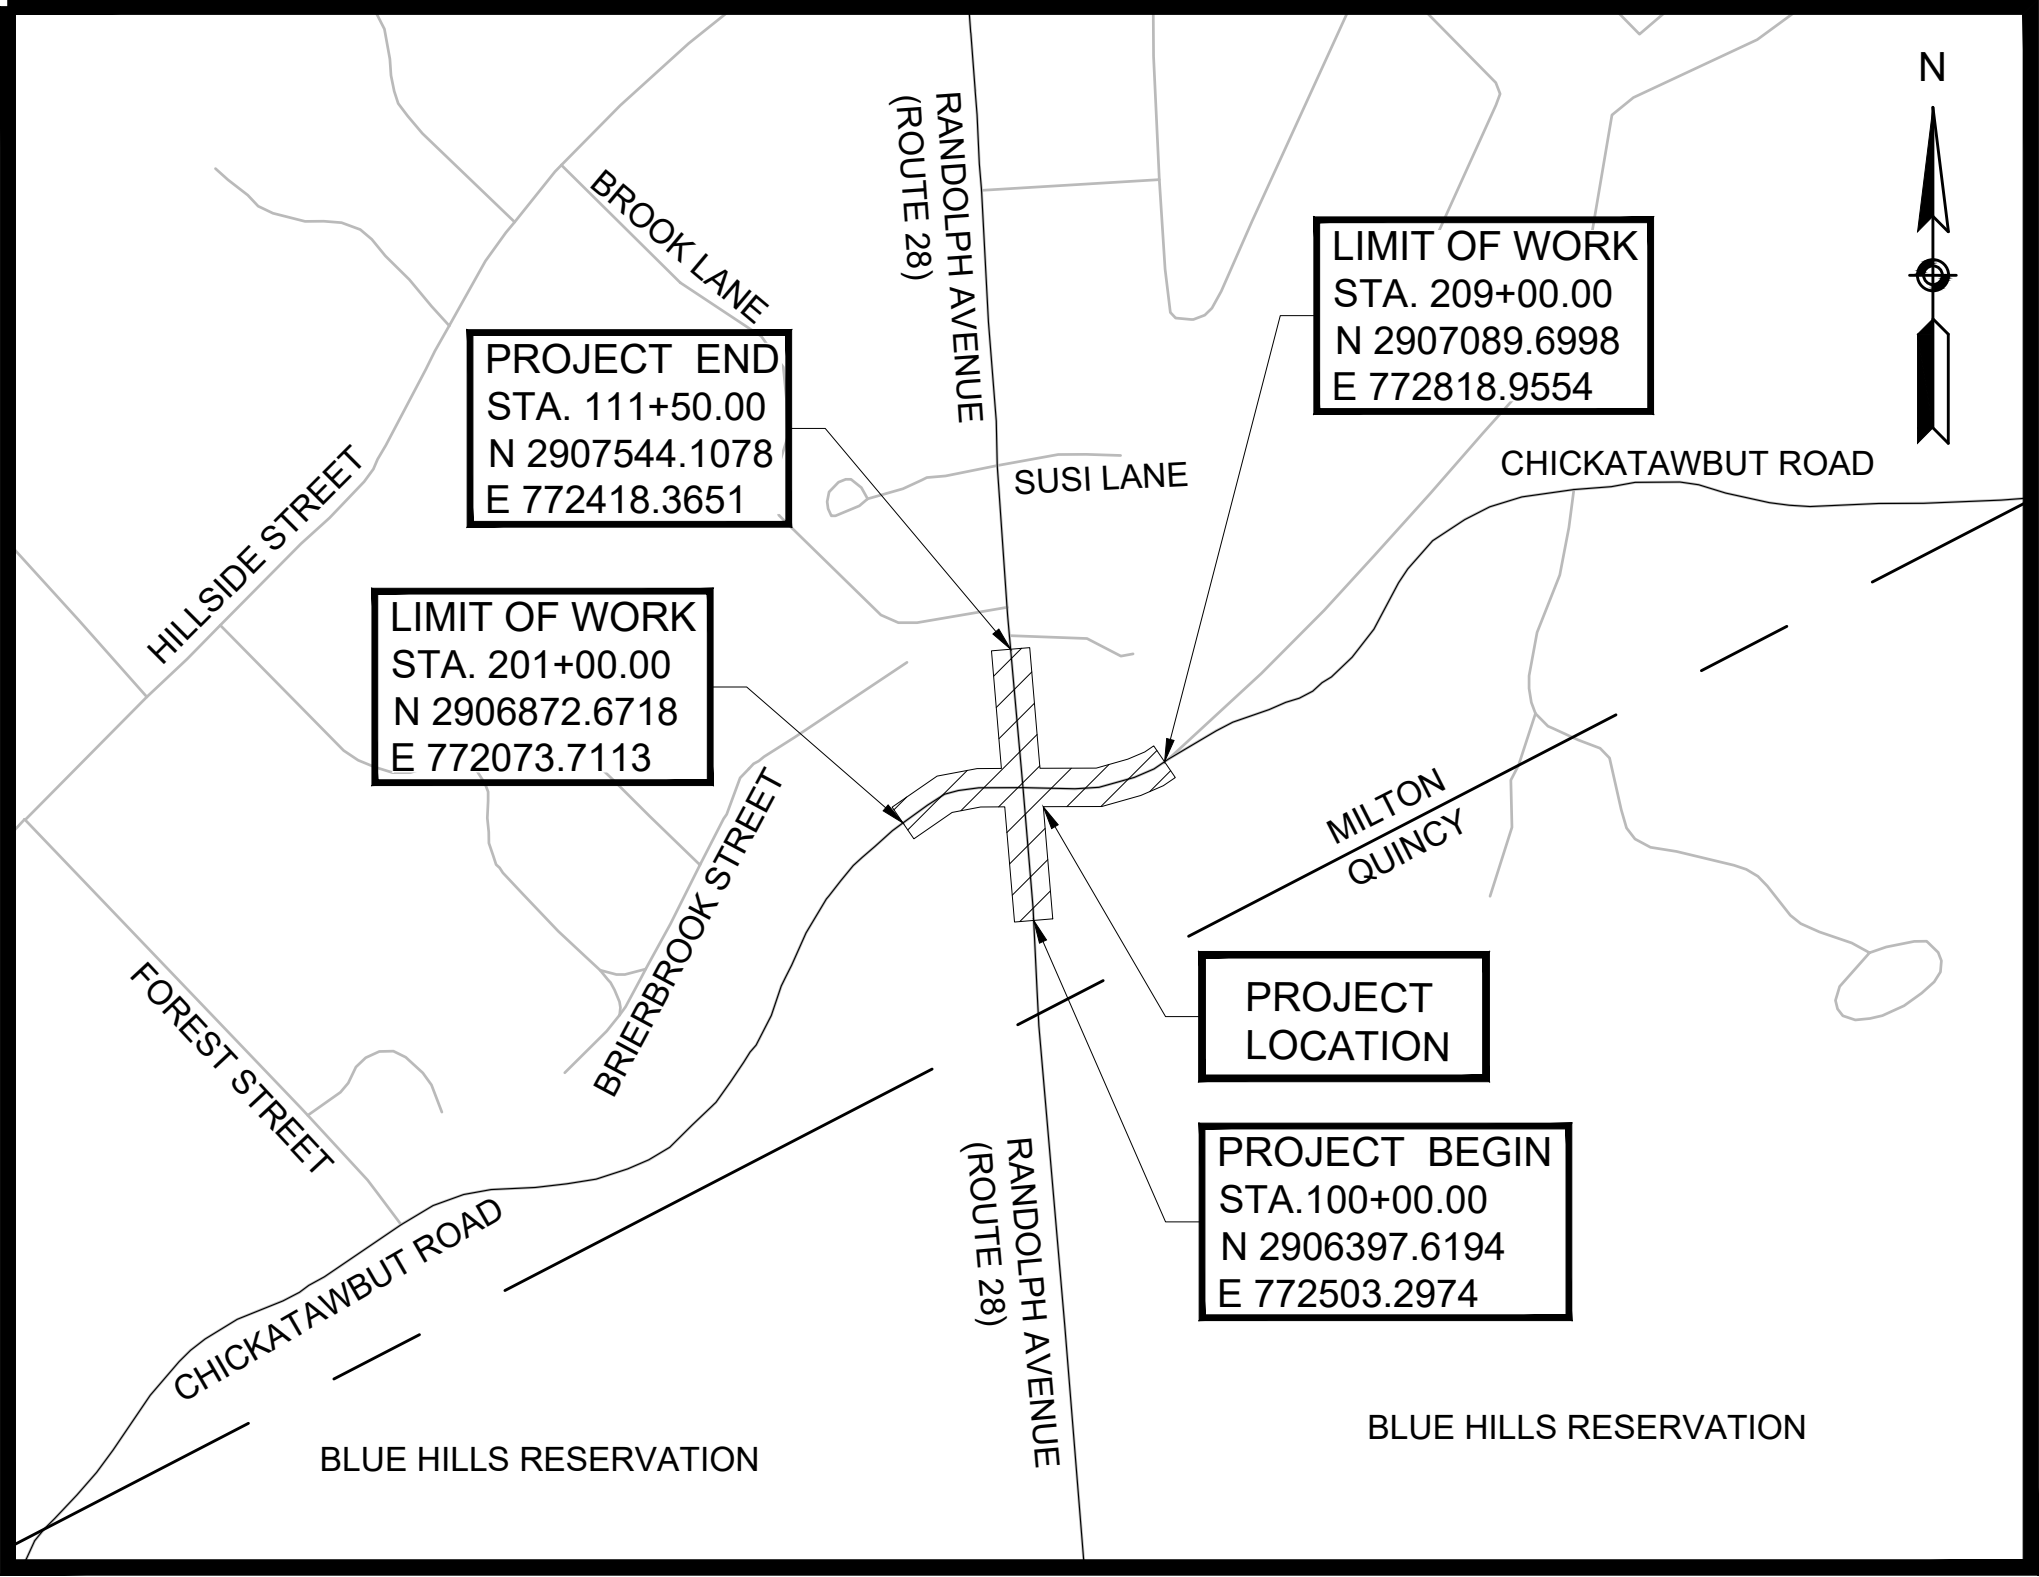 N
RANDOLPH AVENUE
(ROUTE 28)
BROOK LANE
LIMIT OF WORK
STA. 209+00.00
N 2907089.6998
E 772818.9554
PROJECT END
STA. 111+50.00
N 2907544.1078
E 772418.3651
SUSI LANE
CHICKATAWBUT ROAD
HILLSIDE STREET
LIMIT OF WORK
STA. 201+00.00
N 2906872.6718
E 772073.7113
MILTON
QUINCY
BRIERBROOK STREET
FOREST STREET
PROJECT
LOCATION
PROJECT BEGIN
STA.100+00.00
N 2906397.6194
E 772503.2974
RANDOLPH AVENUE
(ROUTE 28)
CHICKATAWBUT ROAD
BLUE HILLS RESERVATION
BLUE HILLS RESERVATION